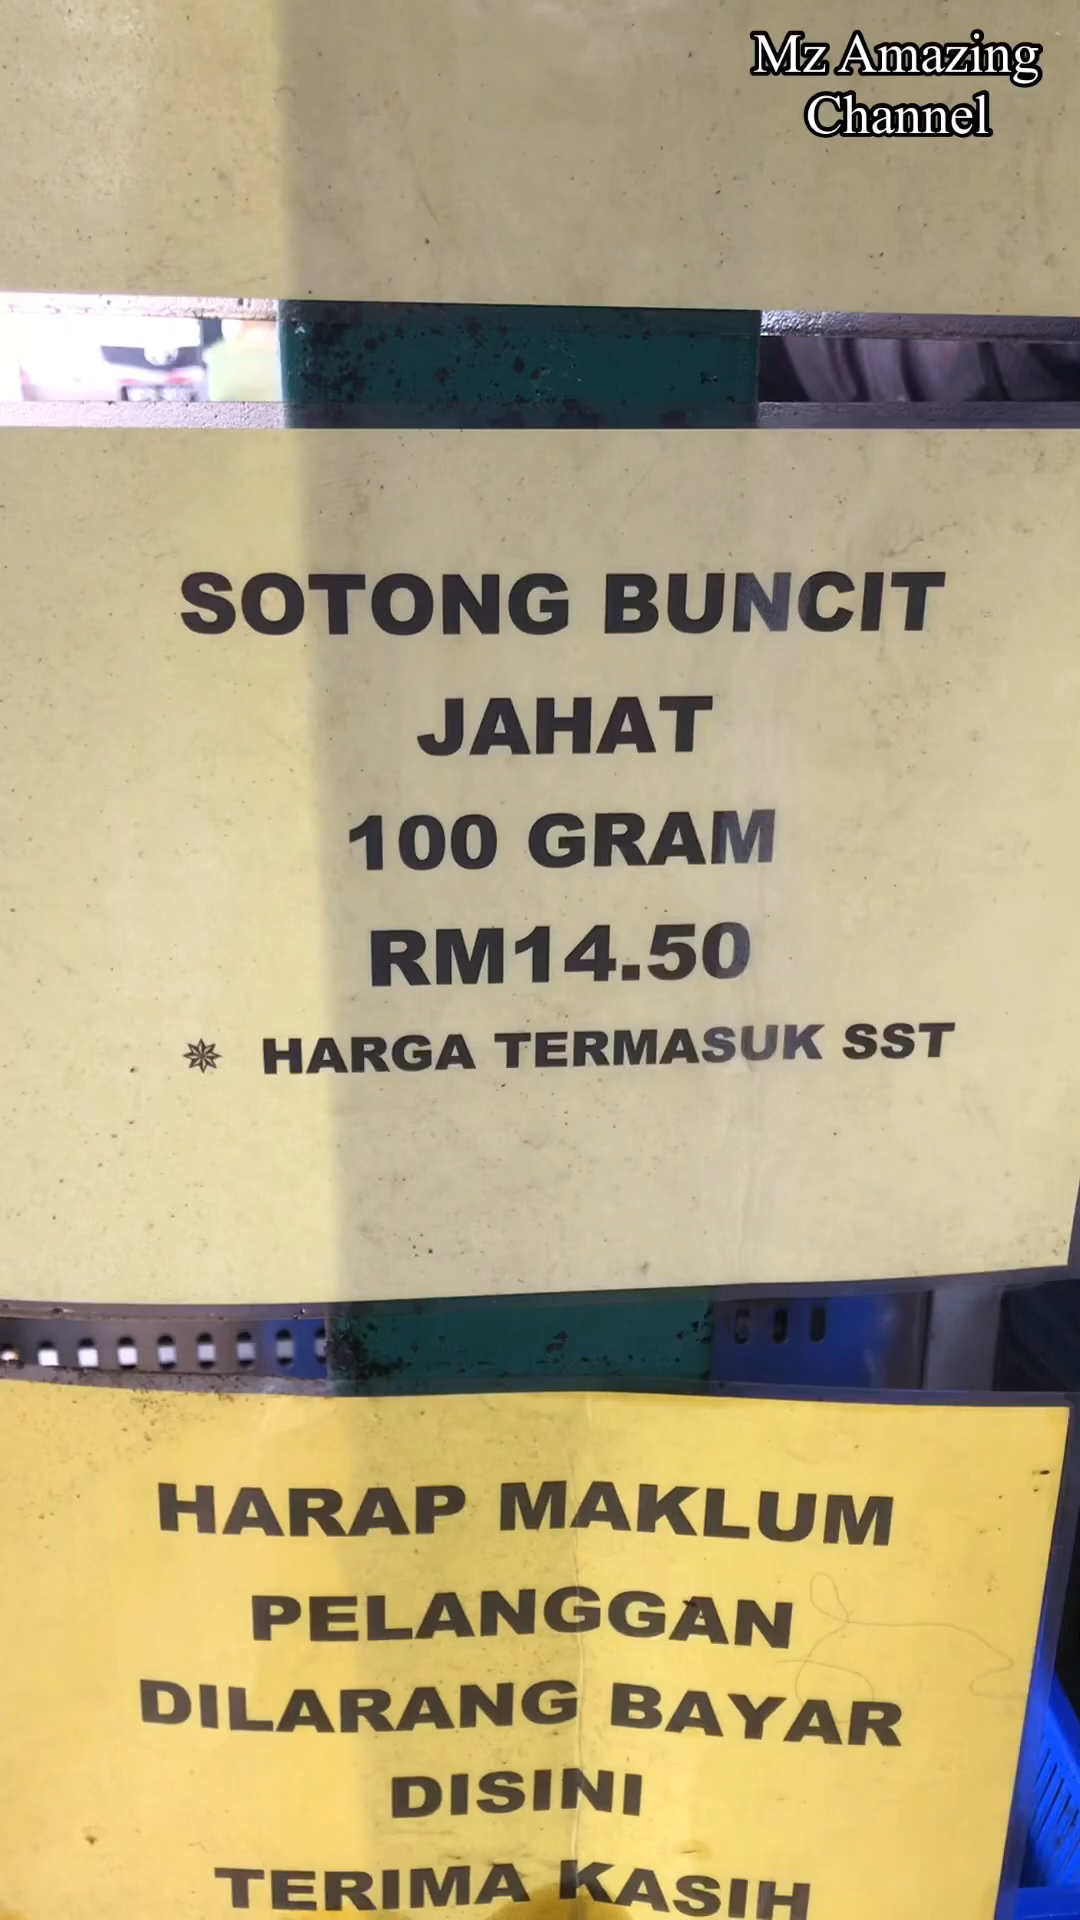 Mz Amazing
Channel
SOTONG BUNCIT
JAHAT
100 GRAM
RM14.50
✵ HARGA TERMASUK SST
HARAP MAKLUM
PELANGGAN
DILARANG BAYAR
DISINI
TERIMA KASIH